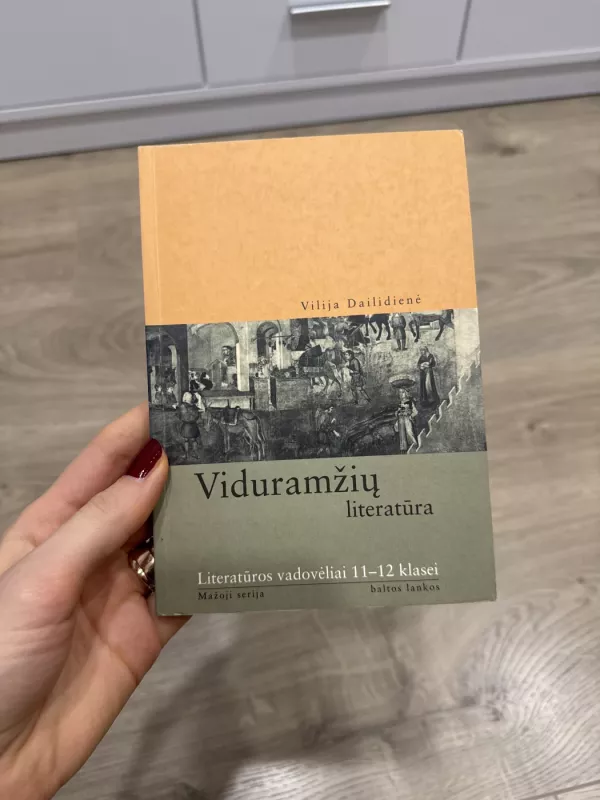 Vilija Dailidienė
Viduramžių
literatūra
Literatūros vadovėliai 11–12 klasei
Mažoji serija baltos lankos